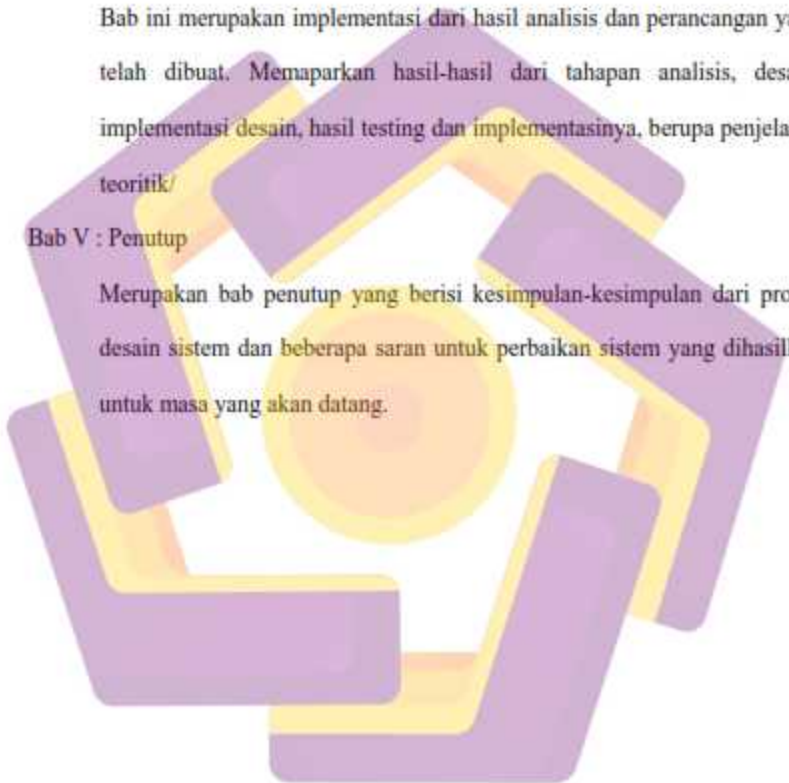 Bab ini merupakan implementasi dari hasil analisis dan perancangan ya
telah dibuat. Memaparkan hasil-hasil dari tahapan analisis, desa
implementasi desain, hasil testing dan implementasinya, berupa penjela
teoritik/
Bab V : Penutup
Merupakan bab penutup yang berisi kesimpulan-kesimpulan dari pro
desain sistem dan beberapa saran untuk perbaikan sistem yang dihasil
untuk masa yang akan datang.